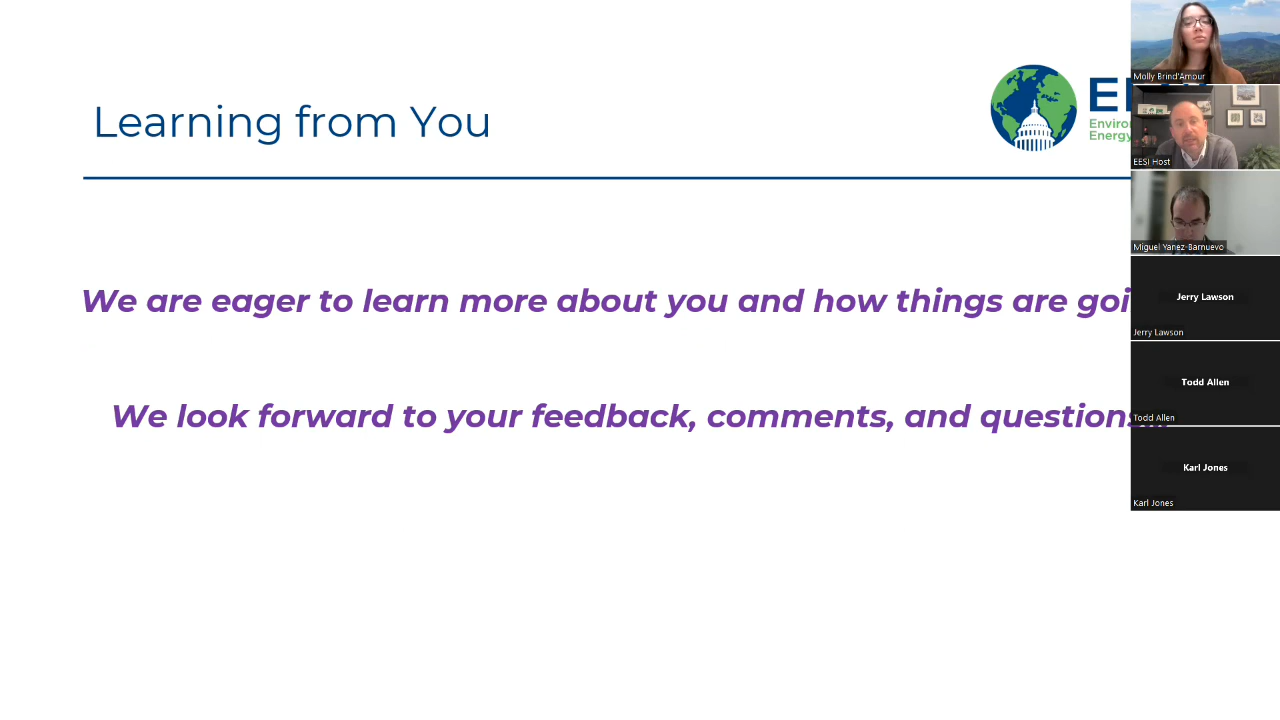 Learning from You
E
Environ
Energy
We are eager to learn more about you and how things are goi
We look forward to your feedback, comments, and questions...
Molly Brind'Amour
EESI Host
Miguel Yanez-Barnuevo
Jerry Lawson
Jerry Lawson
Todd Allen
Todd Allen
Karl Jones
Karl Jones